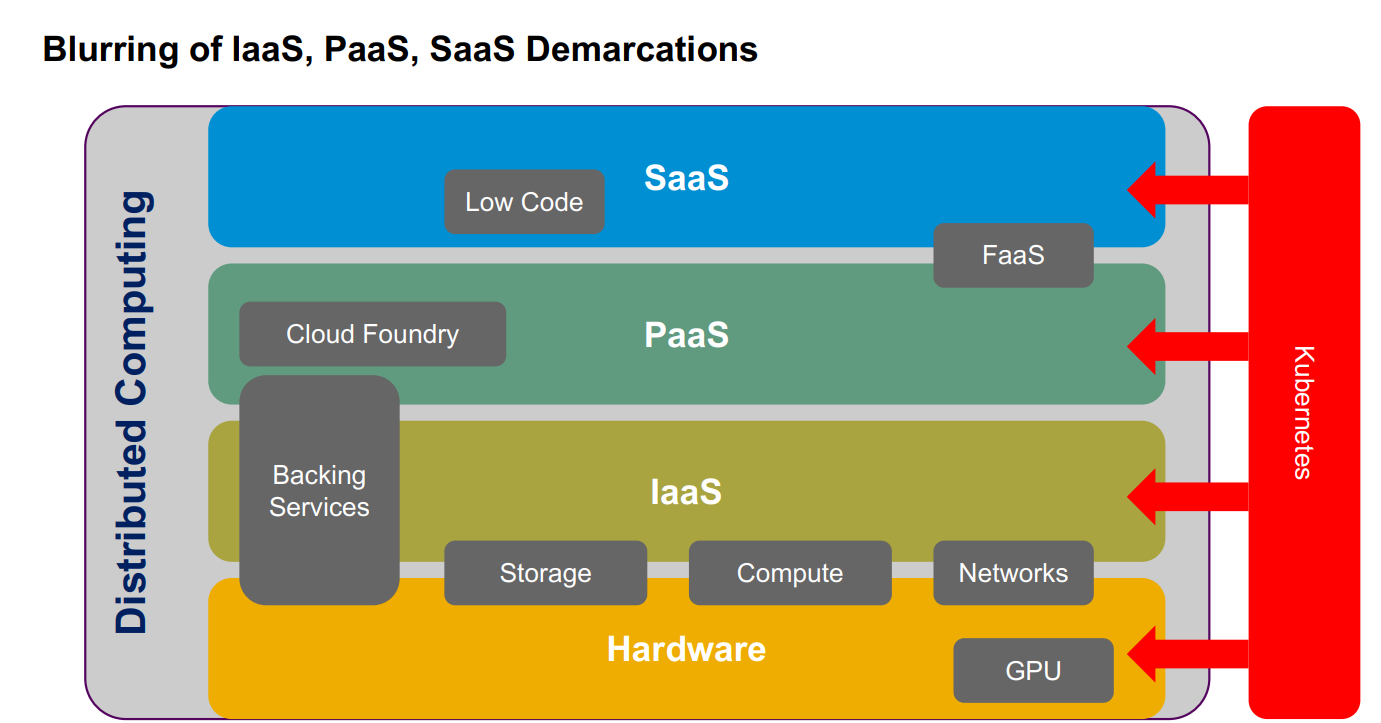 Blurring of IaaS, PaaS, SaaS Demarcations
Distributed Computing
SaaS
Low Code
FaaS
Cloud Foundry
PaaS
Backing
Services
IaaS
Storage
Compute
Networks
Hardware
GPU
Kubernetes